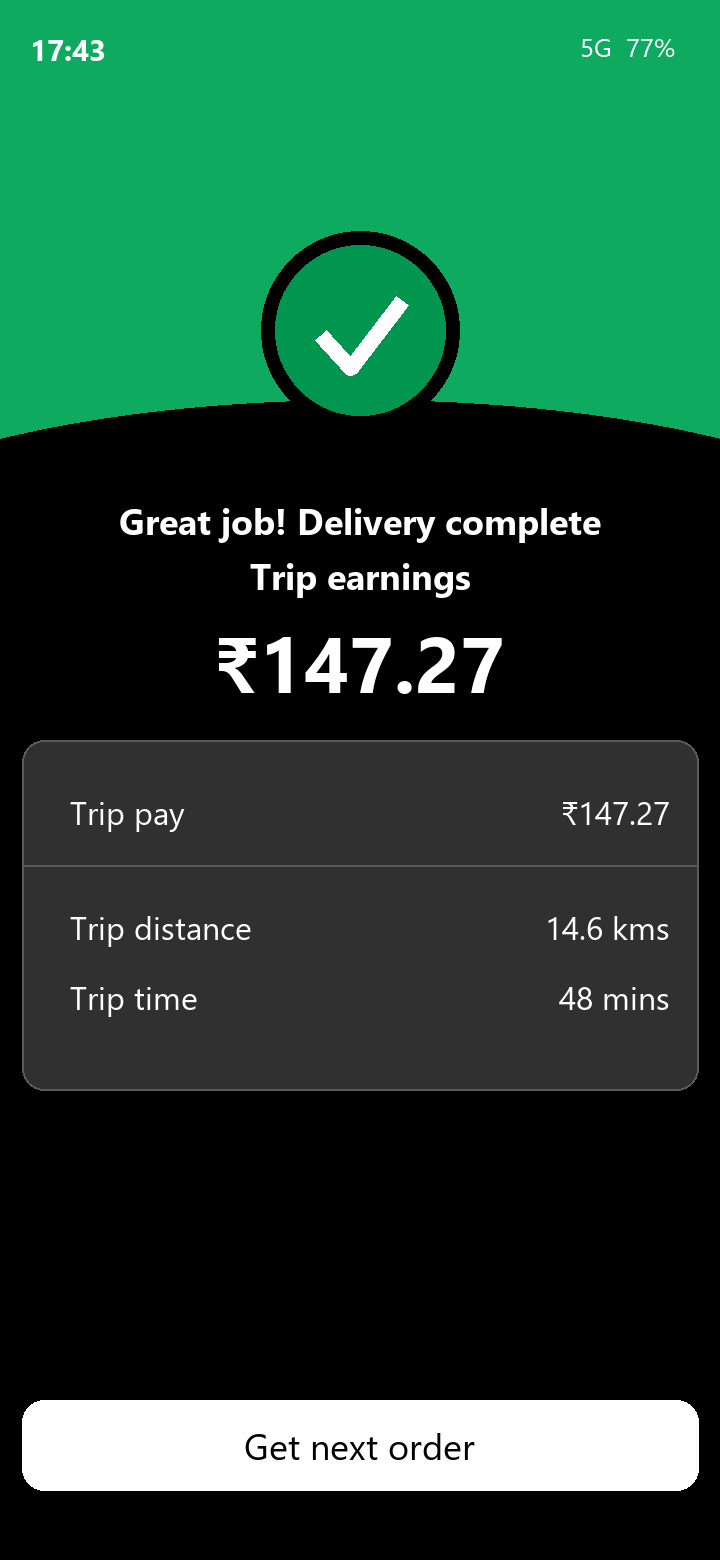 17:43 5G 77%
Great job! Delivery complete
Trip earnings
₹147.27
Trip pay ₹147.27
Trip distance 14.6 kms
Trip time 48 mins
Get next order